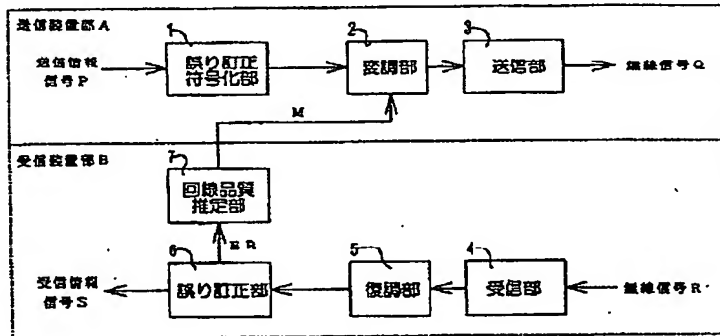 送信装置部A
送信情報
信号P
1
誤り訂正
符号化部
2
変調部
3
送信部
無線信号Q
M
受信装置部B
7
回線品質
推定部
ER
受信情報
信号S
6
誤り訂正部
5
復調部
4
受信部
無線信号R